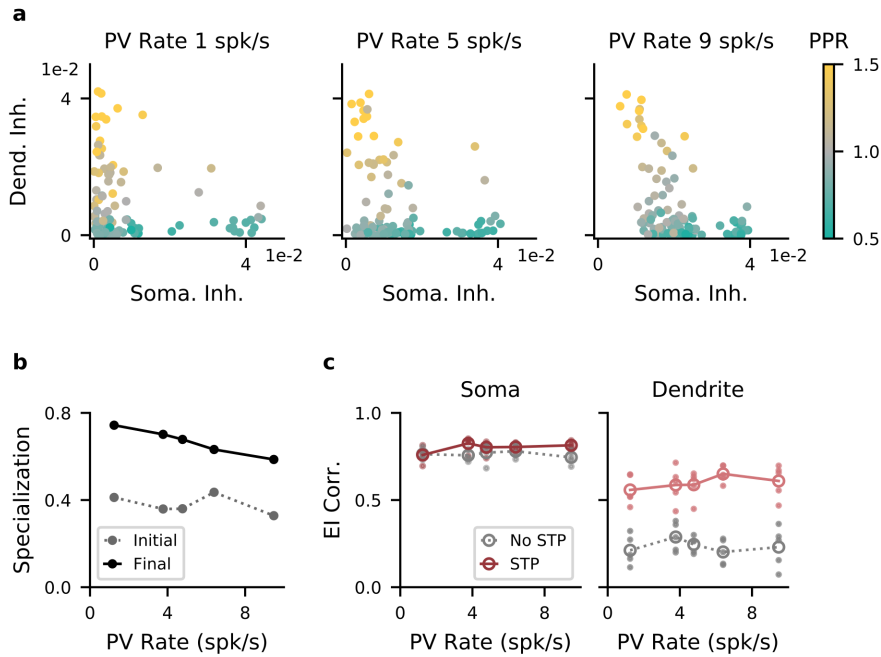 a
PV Rate 1 spk/s
PV Rate 5 spk/s
PV Rate 9 spk/s
PPR
1e-2
4
0
Dend. Inh.
0
4
1e-2
Soma. Inh.
0
4
1e-2
Soma. Inh.
0
4
1e-2
Soma. Inh.
1.5
1.0
0.5
b
0.8
0.4
0.0
Specialization
Initial
Final
0
4
8
PV Rate (spk/s)
c
Soma
Dendrite
1.0
0.5
0.0
EI Corr.
No STP
STP
0
4
8
PV Rate (spk/s)
0
4
8
PV Rate (spk/s)